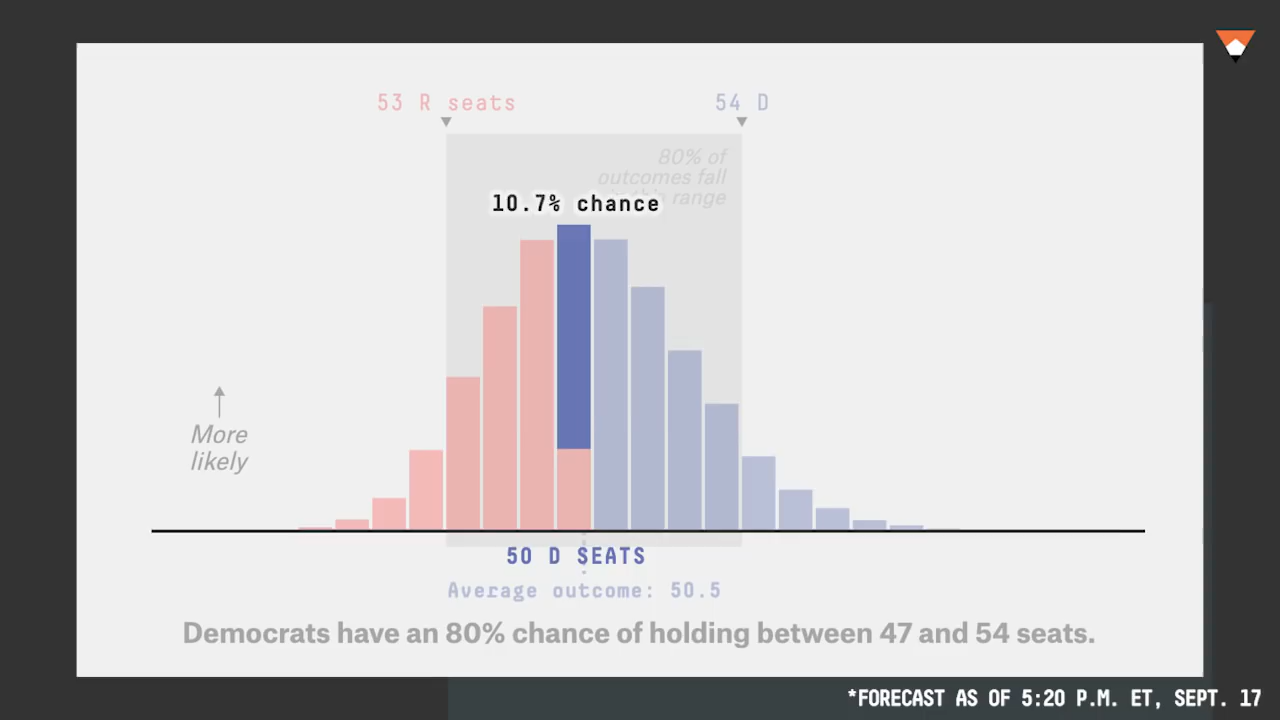 53 R seats
54 D
80% of
outcomes fall
range
10.7% chance
More
likely
50 D SEATS
Average outcome: 50.5
Democrats have an 80% chance of holding between 47 and 54 seats.
*FORECAST AS OF 5:20 P.M. ET, SEPT. 17